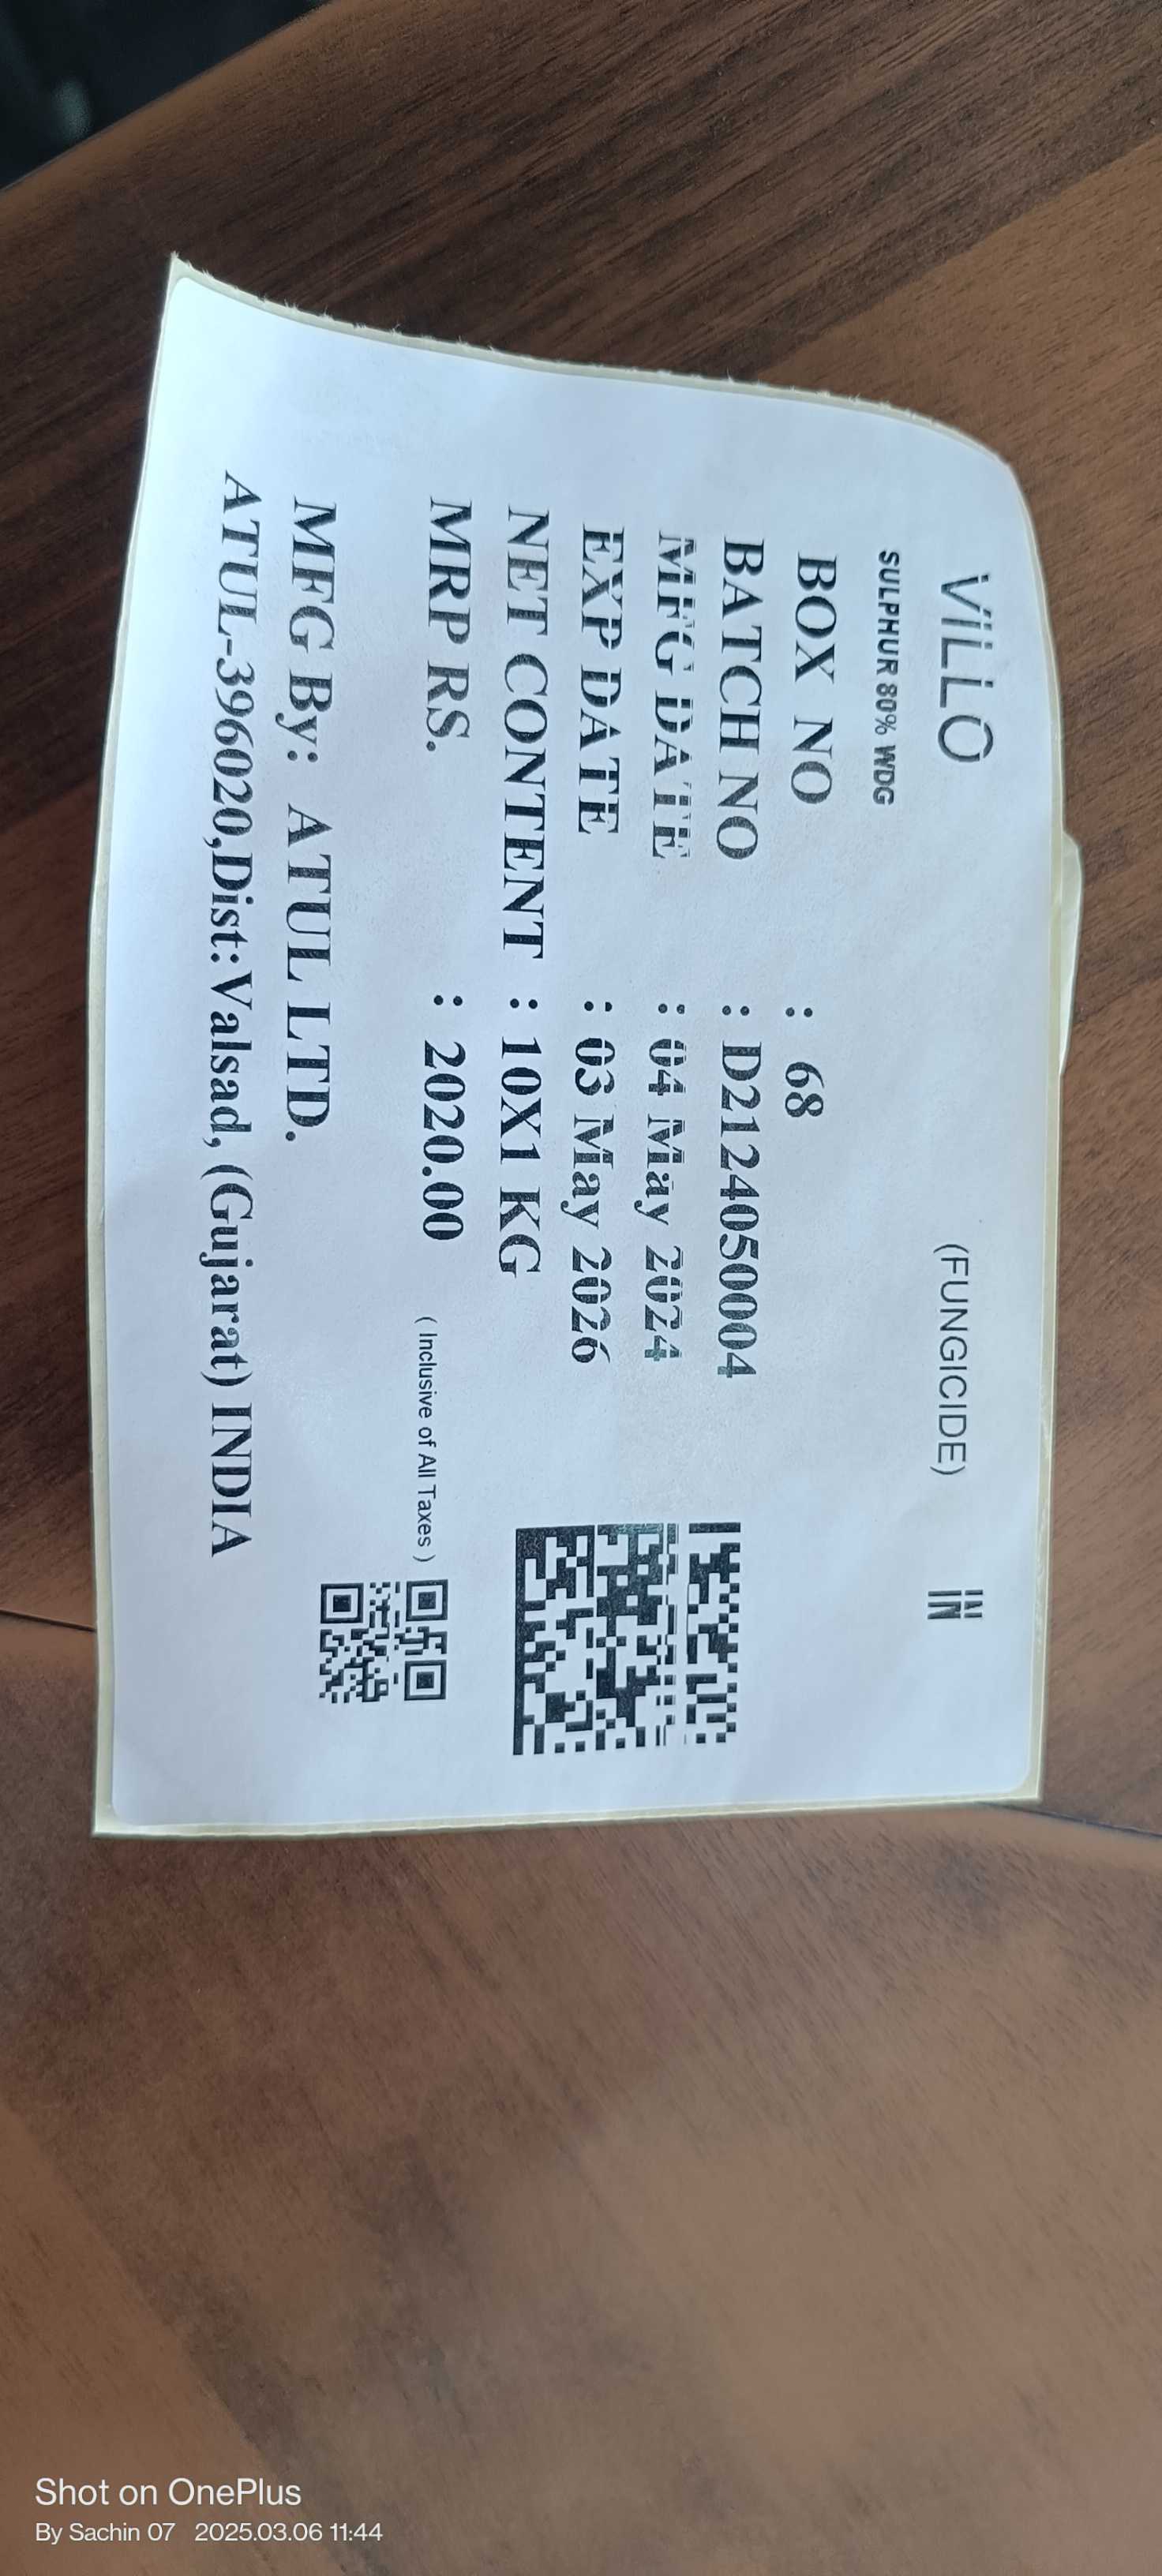 VILLO (FUNGICIDE) IN
SULPHUR 80% WDG
BOX NO : 68
BATCH NO : D2124050004
MFG DATE : 04 May 2024
EXP DATE : 03 May 2026
NET CONTENT : 10X1 KG
MRP RS. : 2020.00 ( Inclusive of All Taxes )
MFG By: ATUL LTD.
ATUL-396020,Dist:Valsad, (Gujarat) INDIA
Shot on OnePlus
By Sachin 07 2025.03.06 11:44